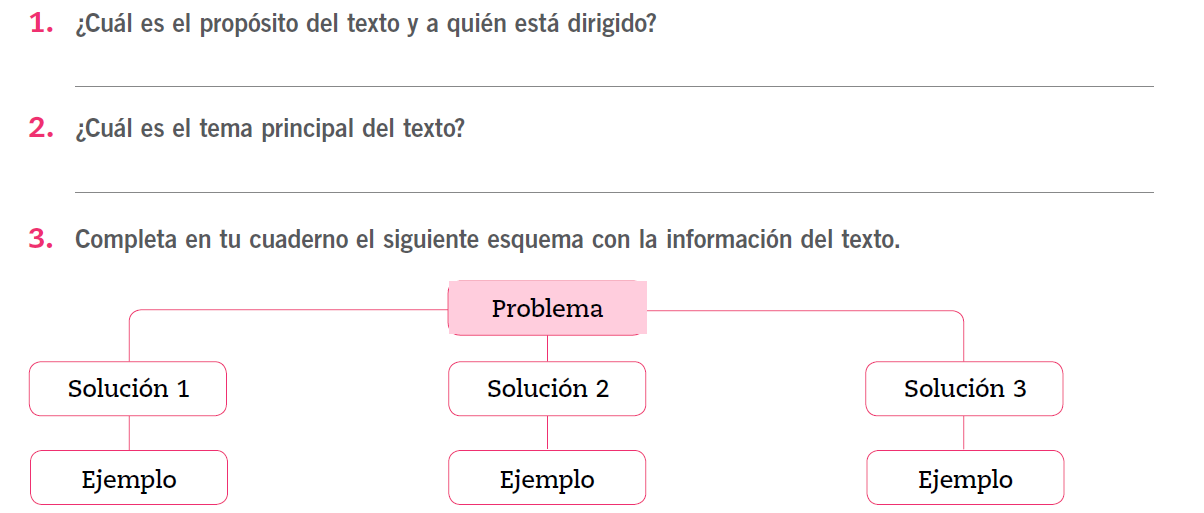 1. ¿Cuál es el propósito del texto y a quién está dirigido?
2. ¿Cuál es el tema principal del texto?
3. Completa en tu cuaderno el siguiente esquema con la información del texto.
Problema
Solución 1 Solución 2 Solución 3
Ejemplo Ejemplo Ejemplo